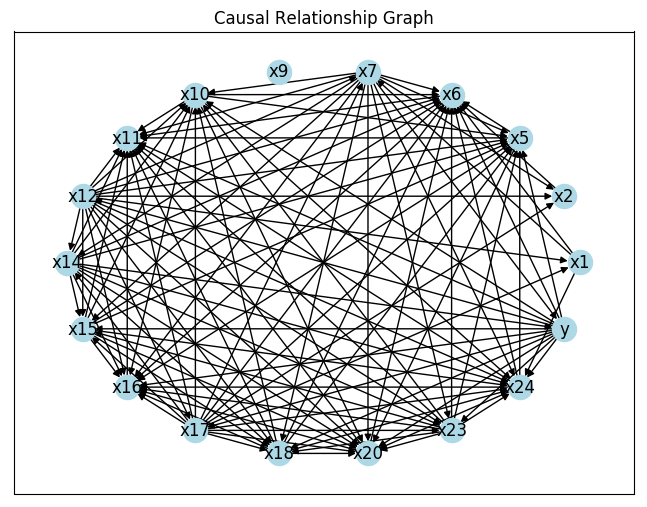 Causal Relationship Graph
x9
x7
x10
x6
x11
x5
x12
x2
x14
x1
x15
y
x16
x24
x17
x23
x18
x20